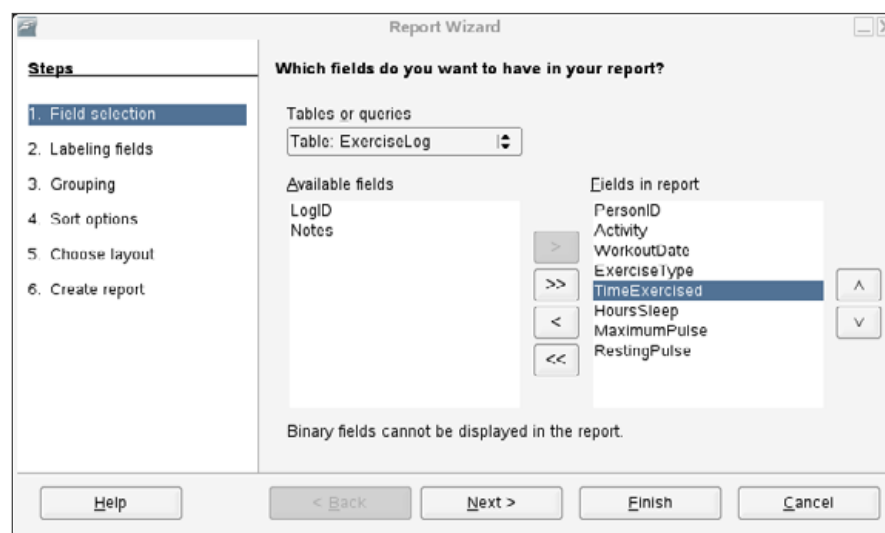 Report Wizard
Steps
1. Field selection
2. Labeling fields
3. Grouping
4. Sort options
5. Choose layout
6. Create report
Which fields do you want to have in your report?
Tables or queries
Table: ExerciseLog
Available fields
LogID
Notes
>
>>
<
<<
Fields in report
PersonID
Activity
WorkoutDate
ExerciseType
TimeExercised
HoursSleep
MaximumPulse
RestingPulse
Binary fields cannot be displayed in the report.
Help
< Back
Next >
Finish
Cancel